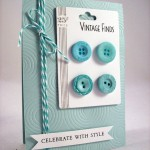 VINTAGE FINDS
CELEBRATE WITH STYLE